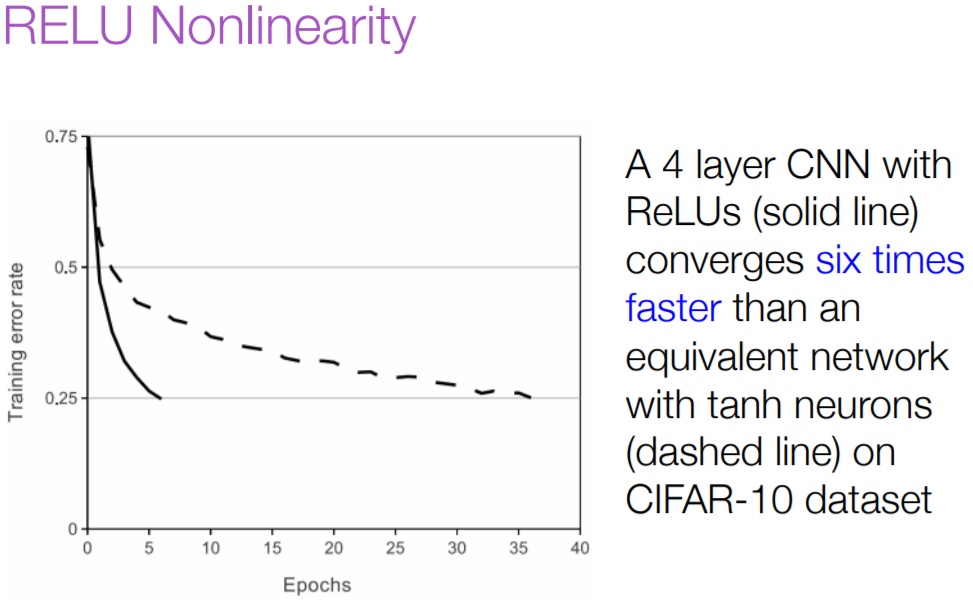 RELU Nonlinearity
0.75
0.5
0.25
0
0
5
10
15
20
25
30
35
40
Training error rate
Epochs
A 4 layer CNN with
ReLUs (solid line)
converges six times
faster than an
equivalent network
with tanh neurons
(dashed line) on
CIFAR-10 dataset